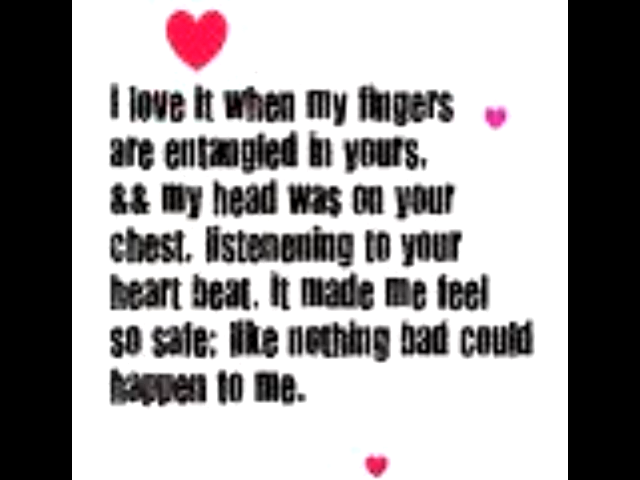 I love it when my fingers
are entangled in yours.
&& my head was on your
chest. listenening to your
heart beat. it made me feel
so safe; like nothing bad could
happen to me.